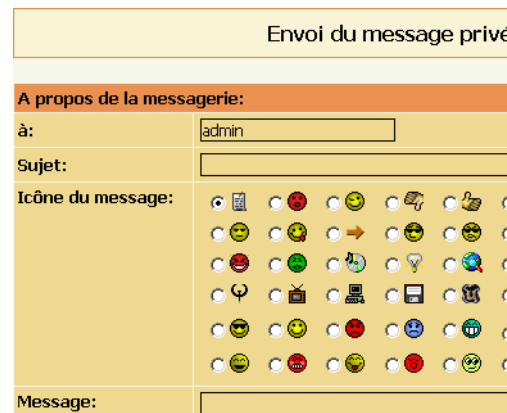 Envoi du message privé
A propos de la messagerie:
à:
admin
Sujet:
Icône du message:
Message: